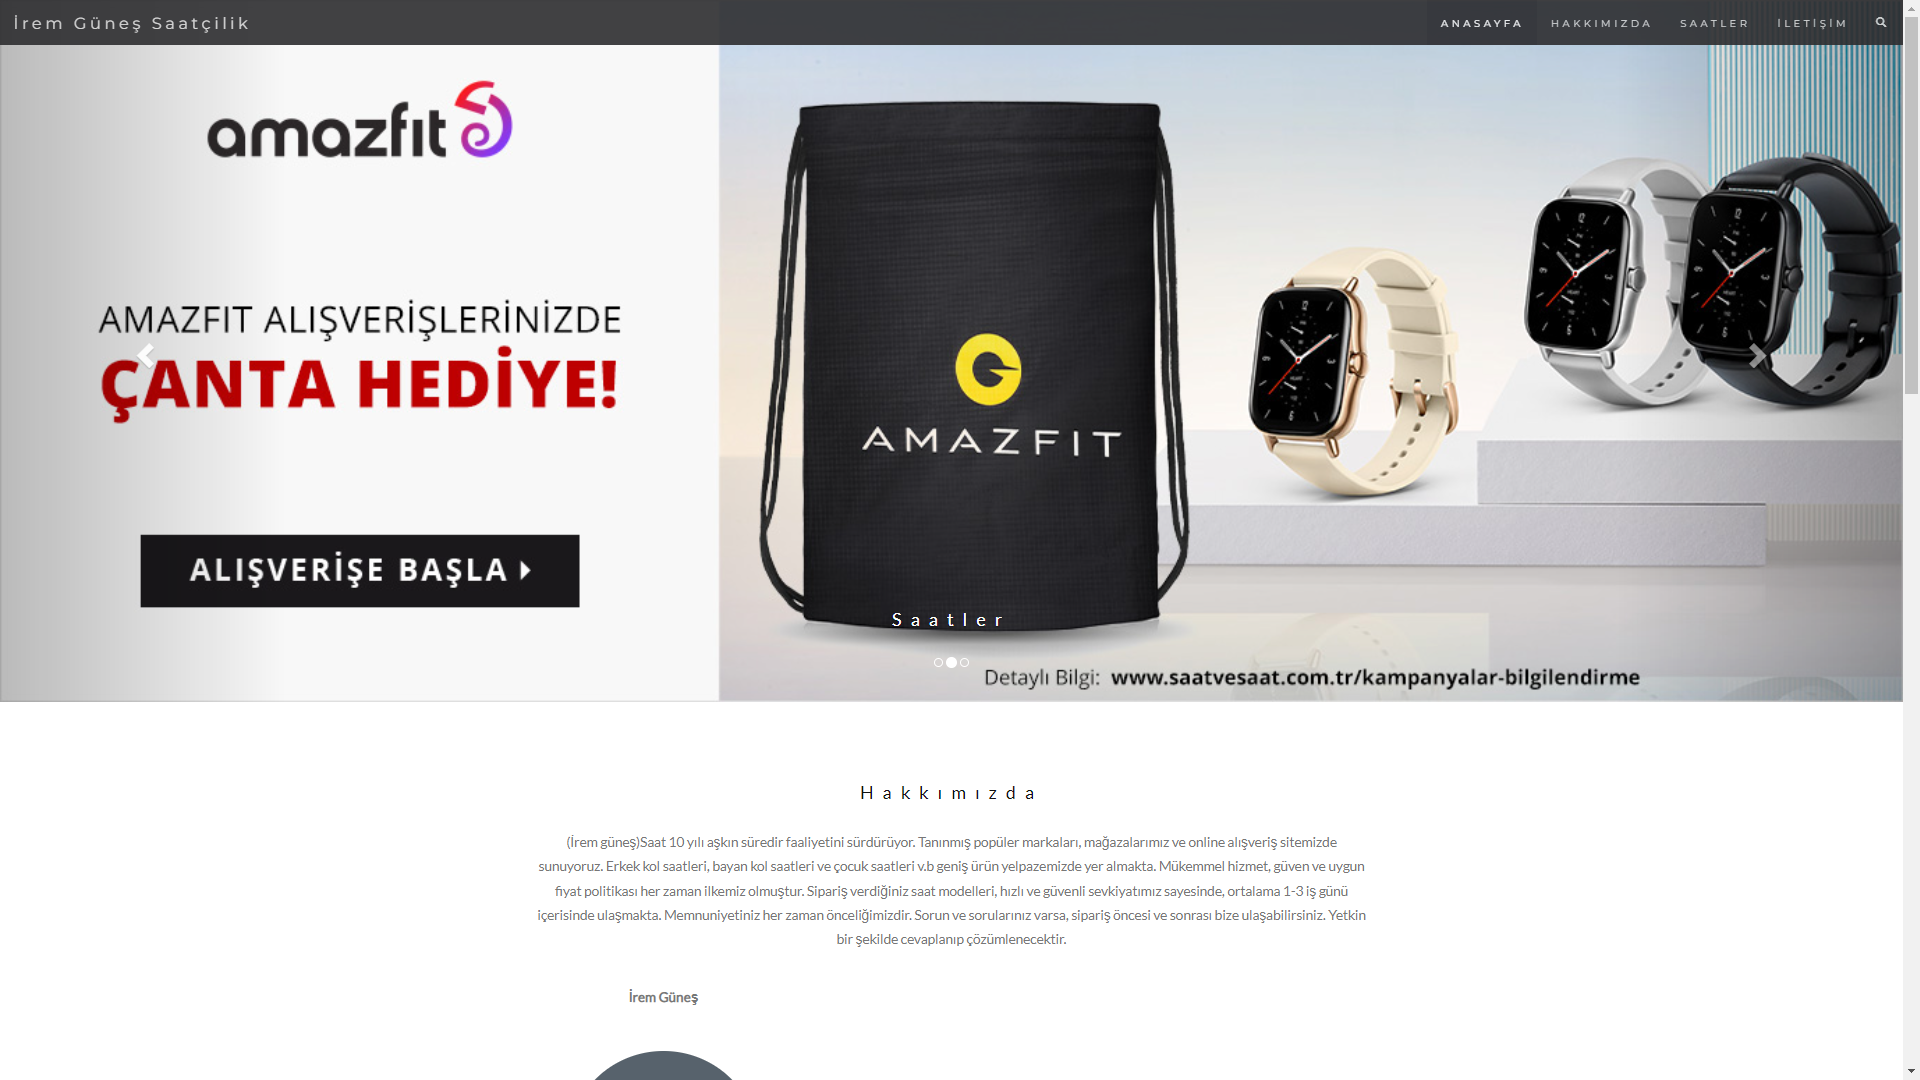 İrem Güneş Saatçilik
ANASAYFA
HAKKIMIZDA
SAATLER
İLETİŞİM
amazfit
AMAZFIT ALIŞVERİŞLERİNİZDE
ÇANTA HEDİYE!
ALIŞVERİŞE BAŞLA
AMAZFIT
Saatler
Detaylı Bilgi: www.saatvesaat.com.tr/kampanyalar-bilgilendirme
Hakkımızda
(İrem güneş)Saat 10 yılı aşkın süredir faaliyetini sürdürüyor. Tanınmış popüler markaları, mağazalarımız ve online alışveriş sitemizde
sunuyoruz. Erkek kol saatleri, bayan kol saatleri ve çocuk saatleri v.b geniş ürün yelpazemizde yer almakta. Mükemmel hizmet, güven ve uygun
fiyat politikası her zaman ilkemiz olmuştur. Sipariş verdiğiniz saat modelleri, hızlı ve güvenli sevkiyatımız sayesinde, ortalama 1-3 iş günü
içerisinde ulaşmakta. Memnuniyetiniz her zaman önceliğimizdir. Sorun ve sorularınız varsa, sipariş öncesi ve sonrası bize ulaşabilirsiniz. Yetkin
bir şekilde cevaplanıp çözümlenecektir.
İrem Güneş